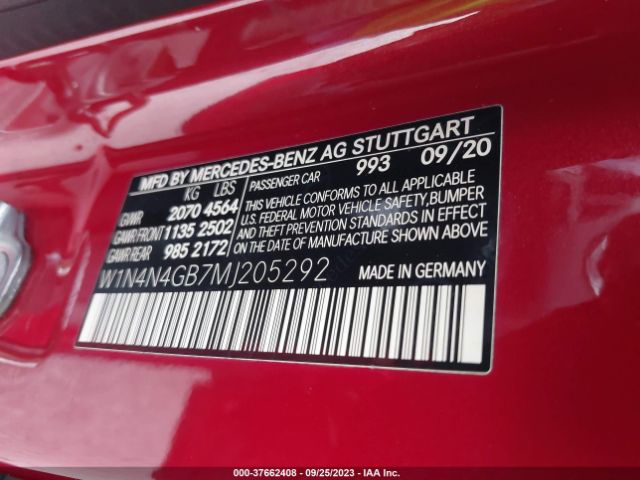 MFD BY MERCEDES-BENZ AG STUTTGART
KG LBS PASSENGER CAR 993 09/20
GVWR 2070 4564
GAWR FRONT 1135 2502
GAWR REAR 985 2172
THIS VEHICLE CONFORMS TO ALL APPLICABLE
U.S. FEDERAL MOTOR VEHICLE SAFETY,BUMPER
AND THEFT PREVENTION STANDARDS IN EFFECT
ON THE DATE OF MANUFACTURE SHOWN ABOVE
W1N4N4GB7MJ205292
MADE IN GERMANY
000-37662408 - 09/25/2023 - IAA Inc.